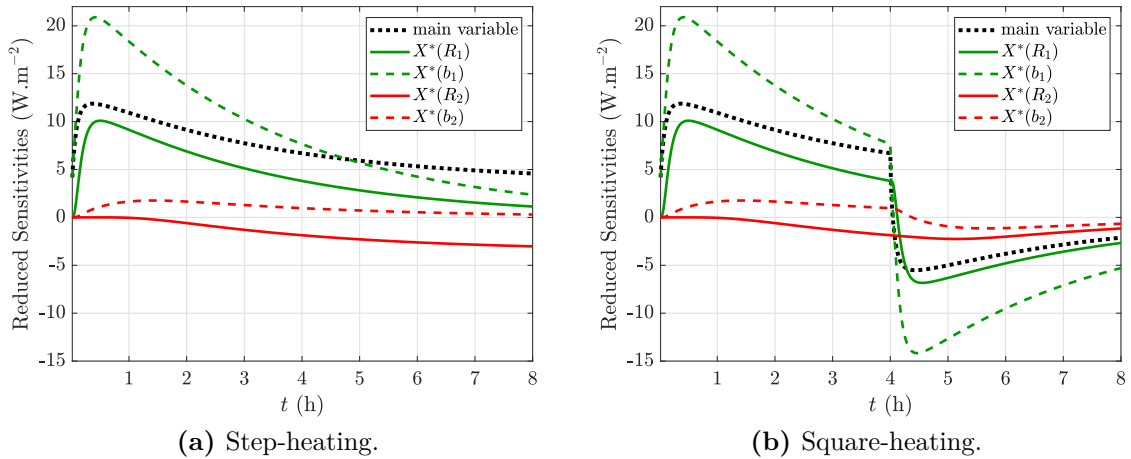 Reduced Sensitivities (W.m⁻²)
20
15
10
5
0
-5
-10
-15
1 2 3 4 5 6 7 8
t (h)
main variable
X*(R₁)
X*(b₁)
X*(R₂)
X*(b₂)
(a) Step-heating.
Reduced Sensitivities (W.m⁻²)
20
15
10
5
0
-5
-10
-15
1 2 3 4 5 6 7 8
t (h)
main variable
X*(R₁)
X*(b₁)
X*(R₂)
X*(b₂)
(b) Square-heating.